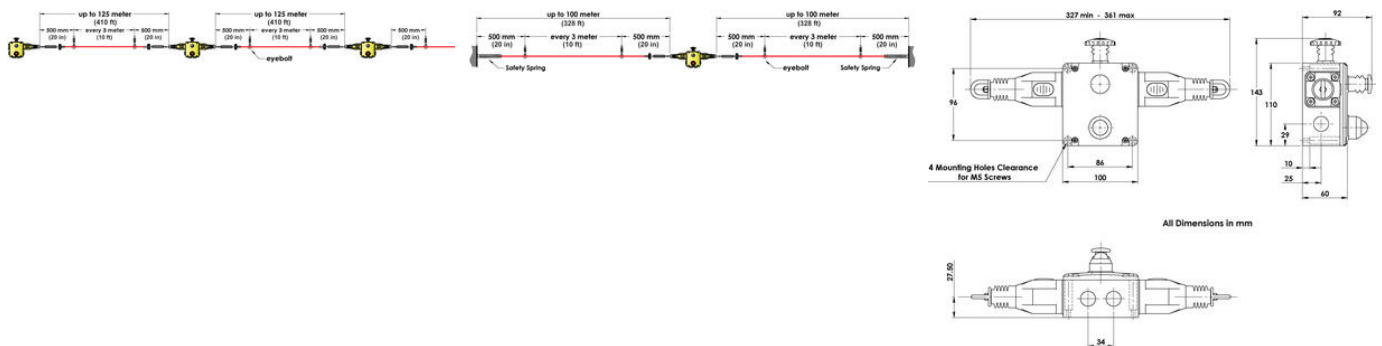 up to 125 meter
(410 ft)
500 mm
(20 in)
every 3 meter
(10 ft)
500 mm
(20 in)
up to 125 meter
(410 ft)
500 mm
(20 in)
every 3 meter
(10 ft)
500 mm
(20 in)
500 mm
(20 in)
eyebolt
up to 100 meter
(328 ft)
500 mm
(20 in)
every 3 meter
(10 ft)
500 mm
(20 in)
Safety Spring
up to 100 meter
(328 ft)
500 mm
(20 in)
every 3 meter
(10 ft)
500 mm
(20 in)
eyebolt
Safety Spring
327 min - 361 max
96
4 Mounting Holes Clearance
for M5 Screws
86
100
92
143
110
29
10
25
60
All Dimensions in mm
27.50
34